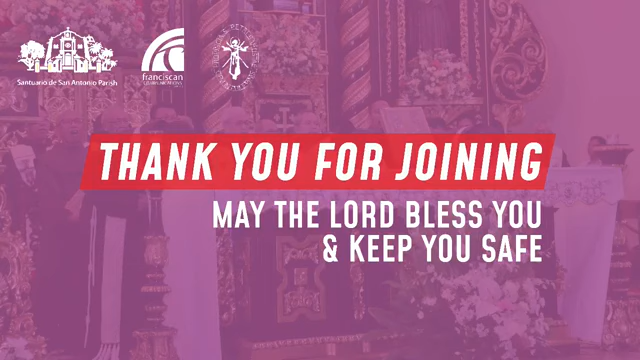 Santuario de San Antonio Parish
franciscan
THANK YOU FOR JOINING
MAY THE LORD BLESS YOU
& KEEP YOU SAFE